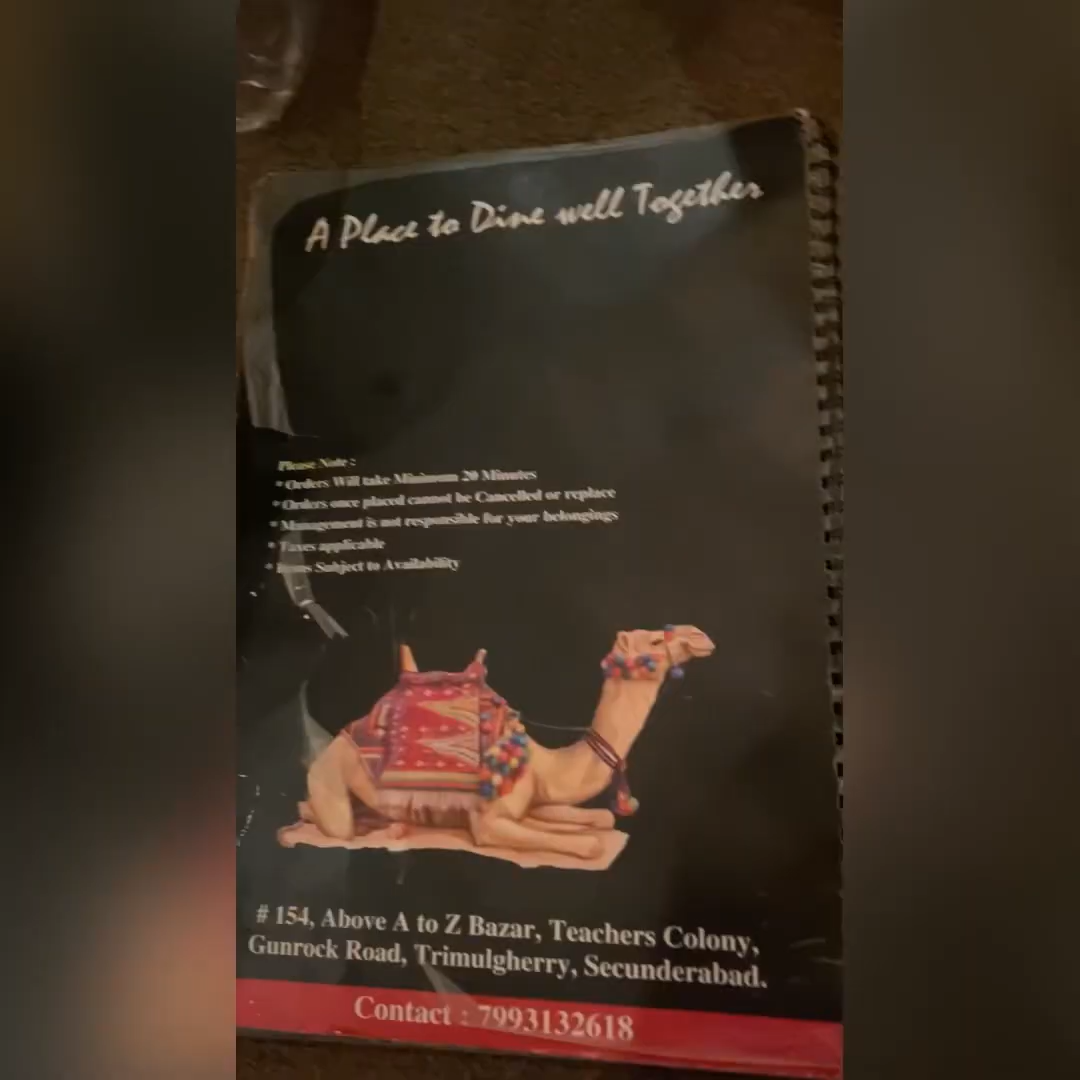 A Place to Dine well Together
Please Note :
* Orders Will take Minimum 20 Minutes
* Orders once placed cannot be Cancelled or replace
* Management is not responsible for your belongings
* Taxes applicable
* Items Subject to Availability
# 154, Above A to Z Bazar, Teachers Colony,
Gunrock Road, Trimulgherry, Secunderabad.
Contact : 7993132618